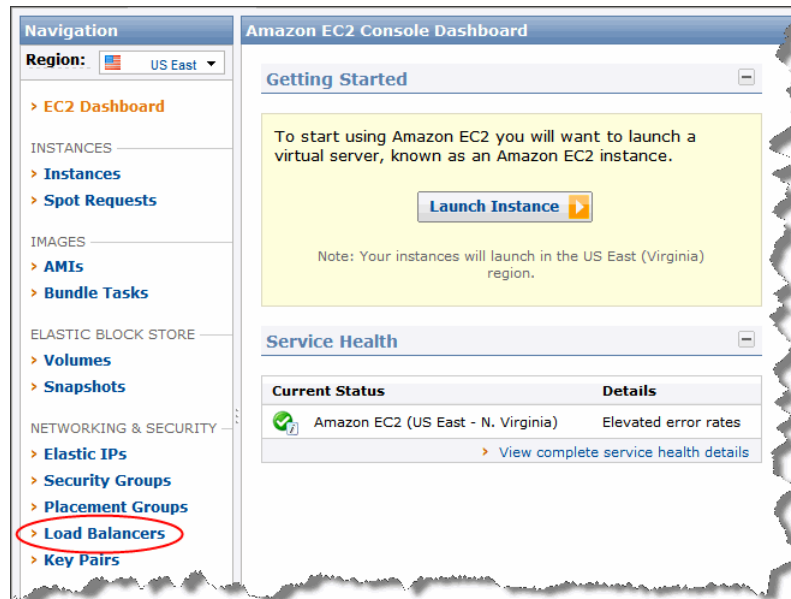 Navigation
Region: US East
> EC2 Dashboard
INSTANCES
> Instances
> Spot Requests
IMAGES
> AMIs
> Bundle Tasks
ELASTIC BLOCK STORE
> Volumes
> Snapshots
NETWORKING & SECURITY
> Elastic IPs
> Security Groups
> Placement Groups
> Load Balancers
> Key Pairs
Amazon EC2 Console Dashboard
Getting Started
To start using Amazon EC2 you will want to launch a
virtual server, known as an Amazon EC2 instance.
Launch Instance
Note: Your instances will launch in the US East (Virginia)
region.
Service Health
Current Status Details
Amazon EC2 (US East - N. Virginia) Elevated error rates
> View complete service health details